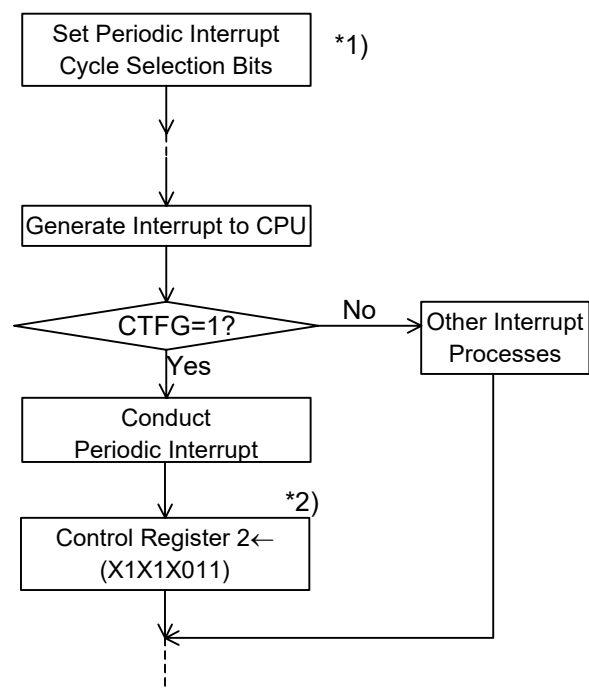 Set Periodic Interrupt
Cycle Selection Bits
*1)
Generate Interrupt to CPU
CTFG=1?
No
Other Interrupt
Processes
Yes
Conduct
Periodic Interrupt
*2)
Control Register 2←
(X1X1X011)